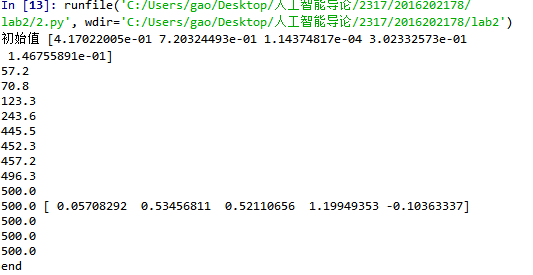 In [13]: runfile('C:/Users/gao/Desktop/人工智能导论/2317/2016202178/
lab2/2.py', wdir='C:/Users/gao/Desktop/人工智能导论/2317/2016202178/lab2')
初始值 [4.17022005e-01 7.20324493e-01 1.14374817e-04 3.02332573e-01
1.46755891e-01]
57.2
70.8
123.3
243.6
445.5
452.3
457.2
496.3
500.0
500.0 [ 0.05708292  0.53456811  0.52110656  1.19949353 -0.10363337]
500.0
500.0
500.0
end